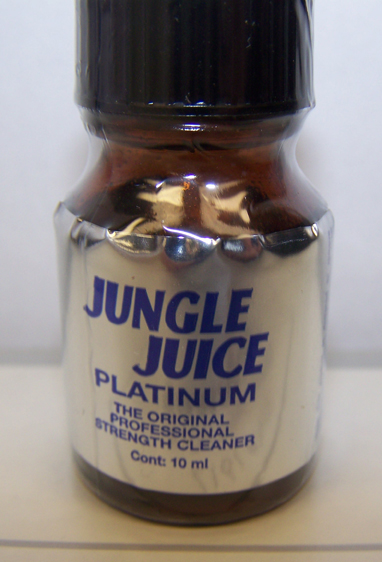 JUNGLE
JUICE
PLATINUM
THE ORIGINAL
PROFESSIONAL
STRENGTH CLEANER
Cont: 10 ml